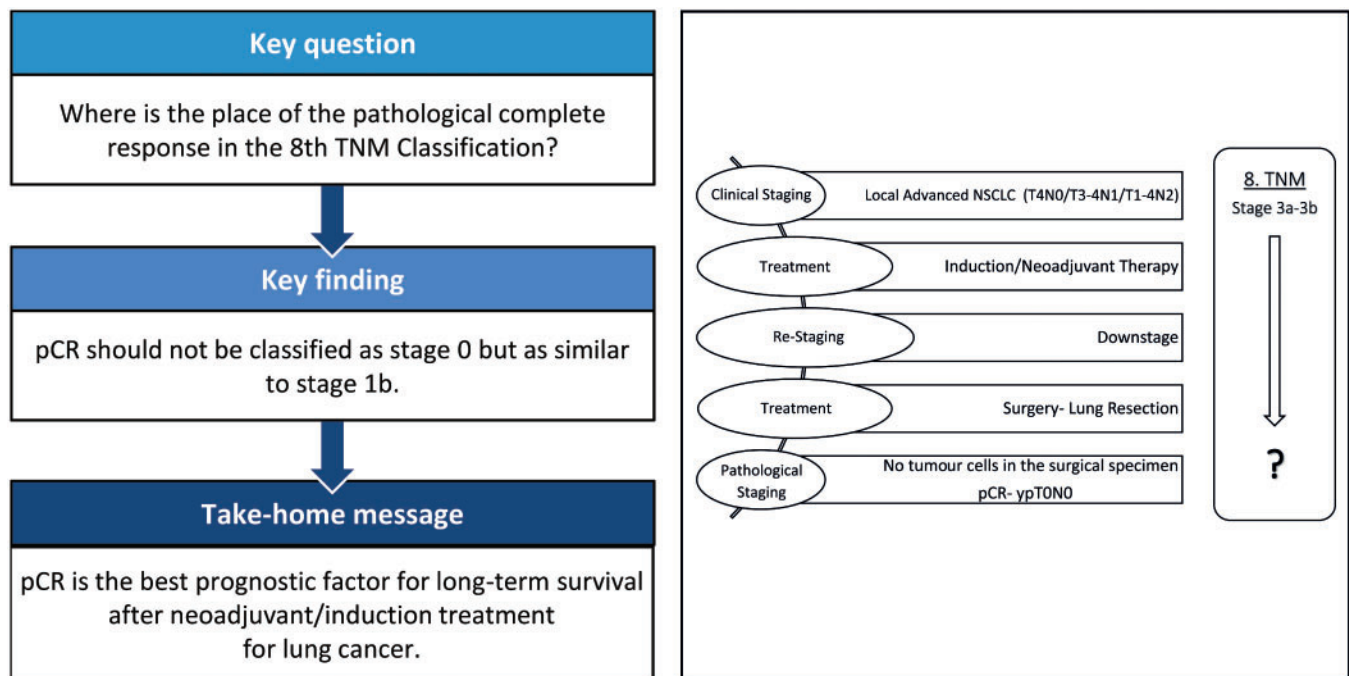 Key question
Where is the place of the pathological complete
response in the 8th TNM Classification?
Key finding
pCR should not be classified as stage 0 but as similar
to stage 1b.
Take-home message
pCR is the best prognostic factor for long-term survival
after neoadjuvant/induction treatment
for lung cancer.
Clinical Staging
Local Advanced NSCLC (T4N0/T3-4N1/T1-4N2)
Treatment
Induction/Neoadjuvant Therapy
Re-Staging
Downstage
Treatment
Surgery- Lung Resection
Pathological
Staging
No tumour cells in the surgical specimen
pCR- ypT0N0
8. TNM
Stage 3a-3b
?